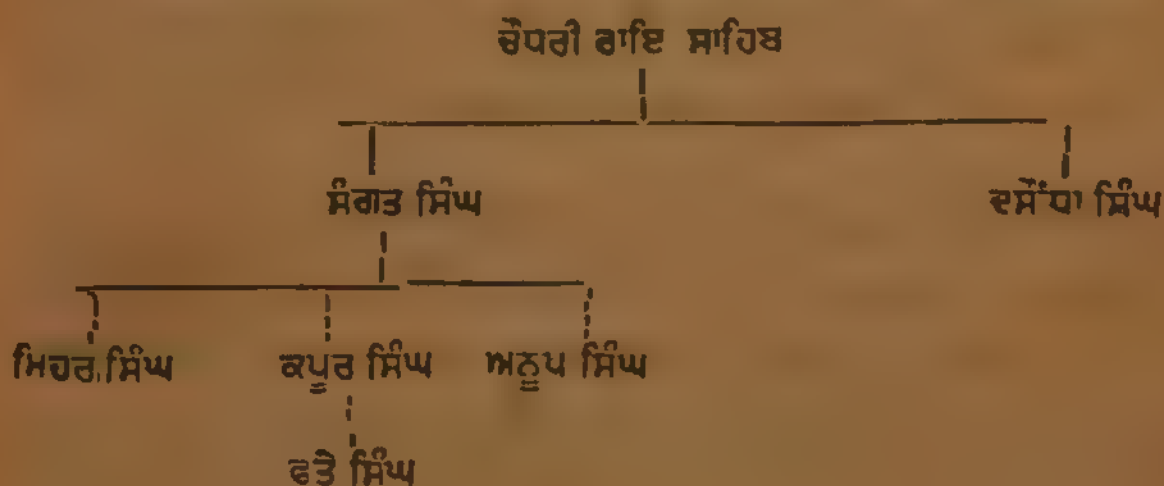 ਚੌਧਰੀ ਰਾਇ ਸਾਹਿਬ
ਸੰਗਤ ਸਿੰਘ ਦਸੌਂਧਾ ਸਿੰਘ
ਮਿਹਰ ਸਿੰਘ ਕਪੂਰ ਸਿੰਘ ਅਨੂਪ ਸਿੰਘ
ਫਤੇ ਸਿੰਘ